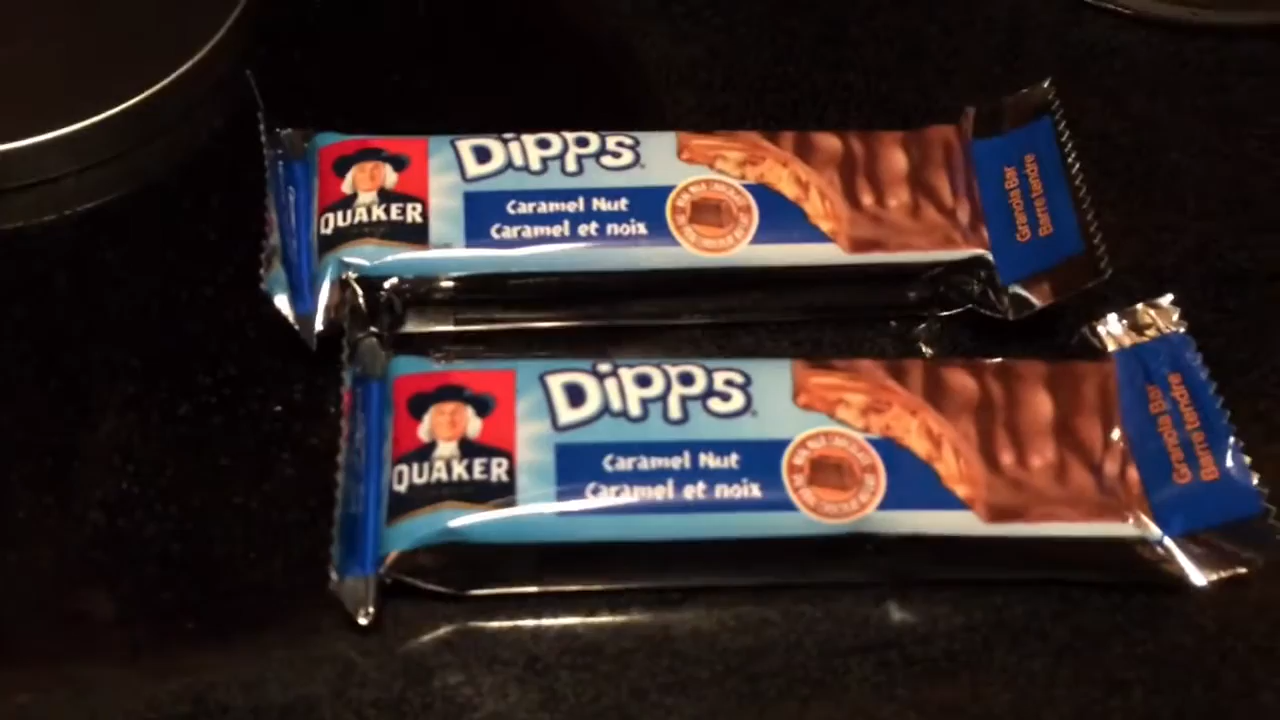 Dipps
QUAKER
Caramel Nut
Caramel et noix
Granola Bar
Barre tendre
Dipps
QUAKER
Caramel Nut
Caramel et noix
Granola Bar
Barre tendre